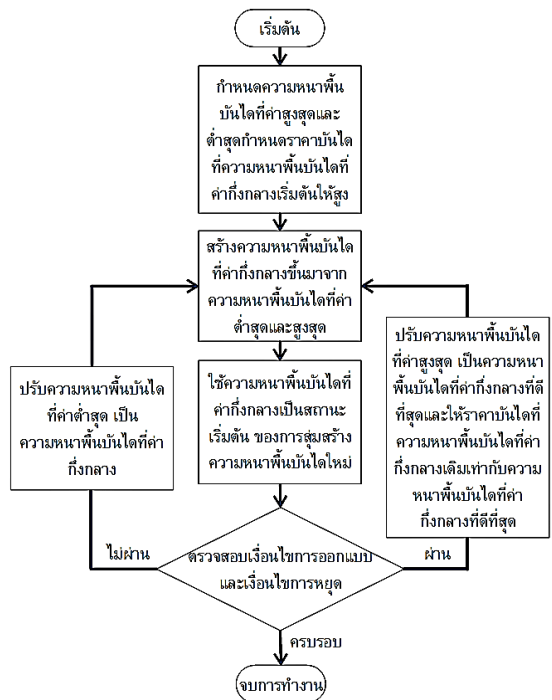 เริ่มต้น
กำหนดความหนาพื้น
บันไดที่ค่าสูงสุดและ
ต่ำสุดกำหนดราคาบันได
ที่ความหนาพื้นบันไดที่
ค่ากึ่งกลางเริ่มต้นให้สูง
สร้างความหนาพื้นบันได
ที่ค่ากึ่งกลางขึ้นมาจาก
ความหนาพื้นบันไดที่ค่า
ต่ำสุดและสูงสุด
ใช้ความหนาพื้นบันไดที่
ค่ากึ่งกลางเป็นสถานะ
เริ่มต้น ของการสุ่มสร้าง
ความหนาพื้นบันไดใหม่
ปรับความหนาพื้นบันได
ที่ค่าต่ำสุด เป็น
ความหนาพื้นบันไดที่ค่า
กึ่งกลาง
ปรับความหนาพื้นบันได
ที่ค่าสูงสุด เป็นความหนา
พื้นบันไดที่ค่ากึ่งกลางที่ดี
ที่สุดและให้ราคาบันไดที่
ความหนาพื้นบันไดที่ค่า
กึ่งกลางเดิมเท่ากับความ
หนาพื้นบันไดที่ค่า
กึ่งกลางที่ดีที่สุด
ไม่ผ่าน
ตรวจสอบเงื่อนไขการออกแบบ
และเงื่อนไขการหยุด
ผ่าน
ครบรอบ
จบการทำงาน